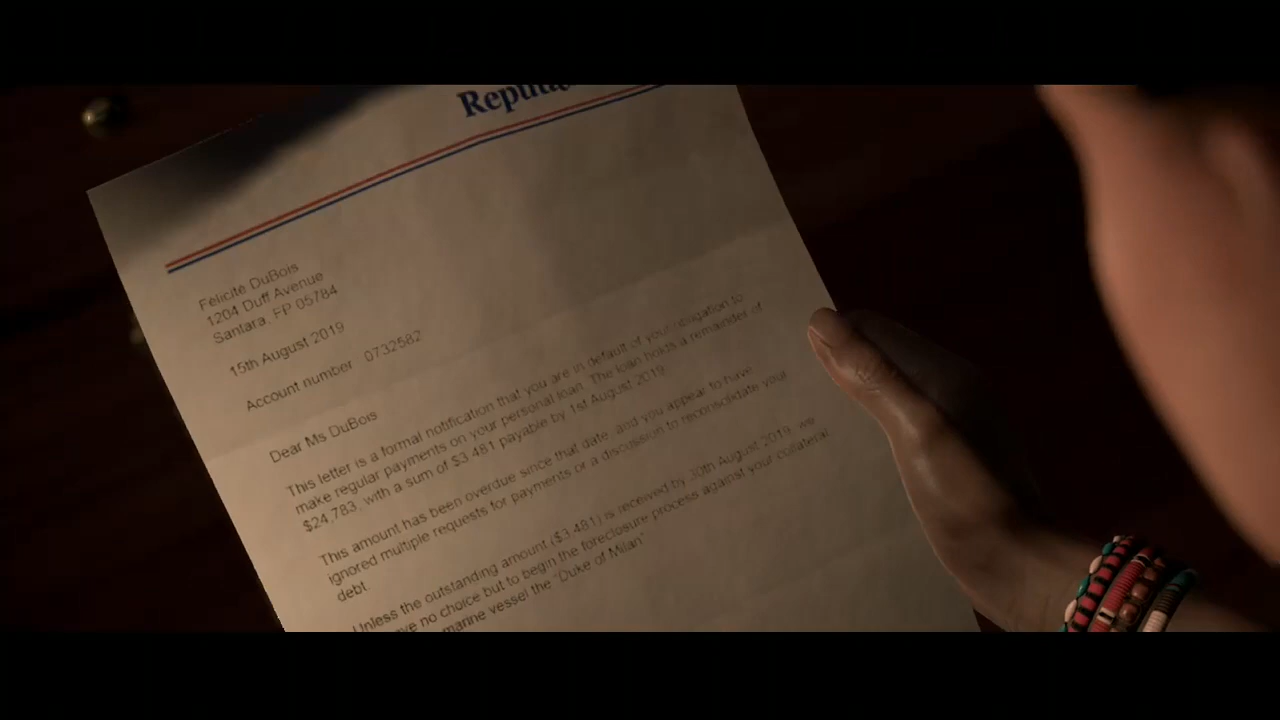 Félicité DuBois
1204 Duff Avenue
Santara, FP 05784
15th August 2019
Account number 0732582
Dear Ms DuBois
This letter is a formal notification that you are in default of your obligation to
make regular payments on your personal loan. The loan holds a remainder of
$24,783, with a sum of $3,481 payable by 1st August 2019.
This amount has been overdue since that date, and you appear to have
ignored multiple requests for payments or a discussion to reconsolidate your
debt.
Unless the outstanding amount ($3,481) is received by 30th August 2019, we
no choice but to begin the foreclosure process against your collateral
marine vessel the "Duke of Milan"